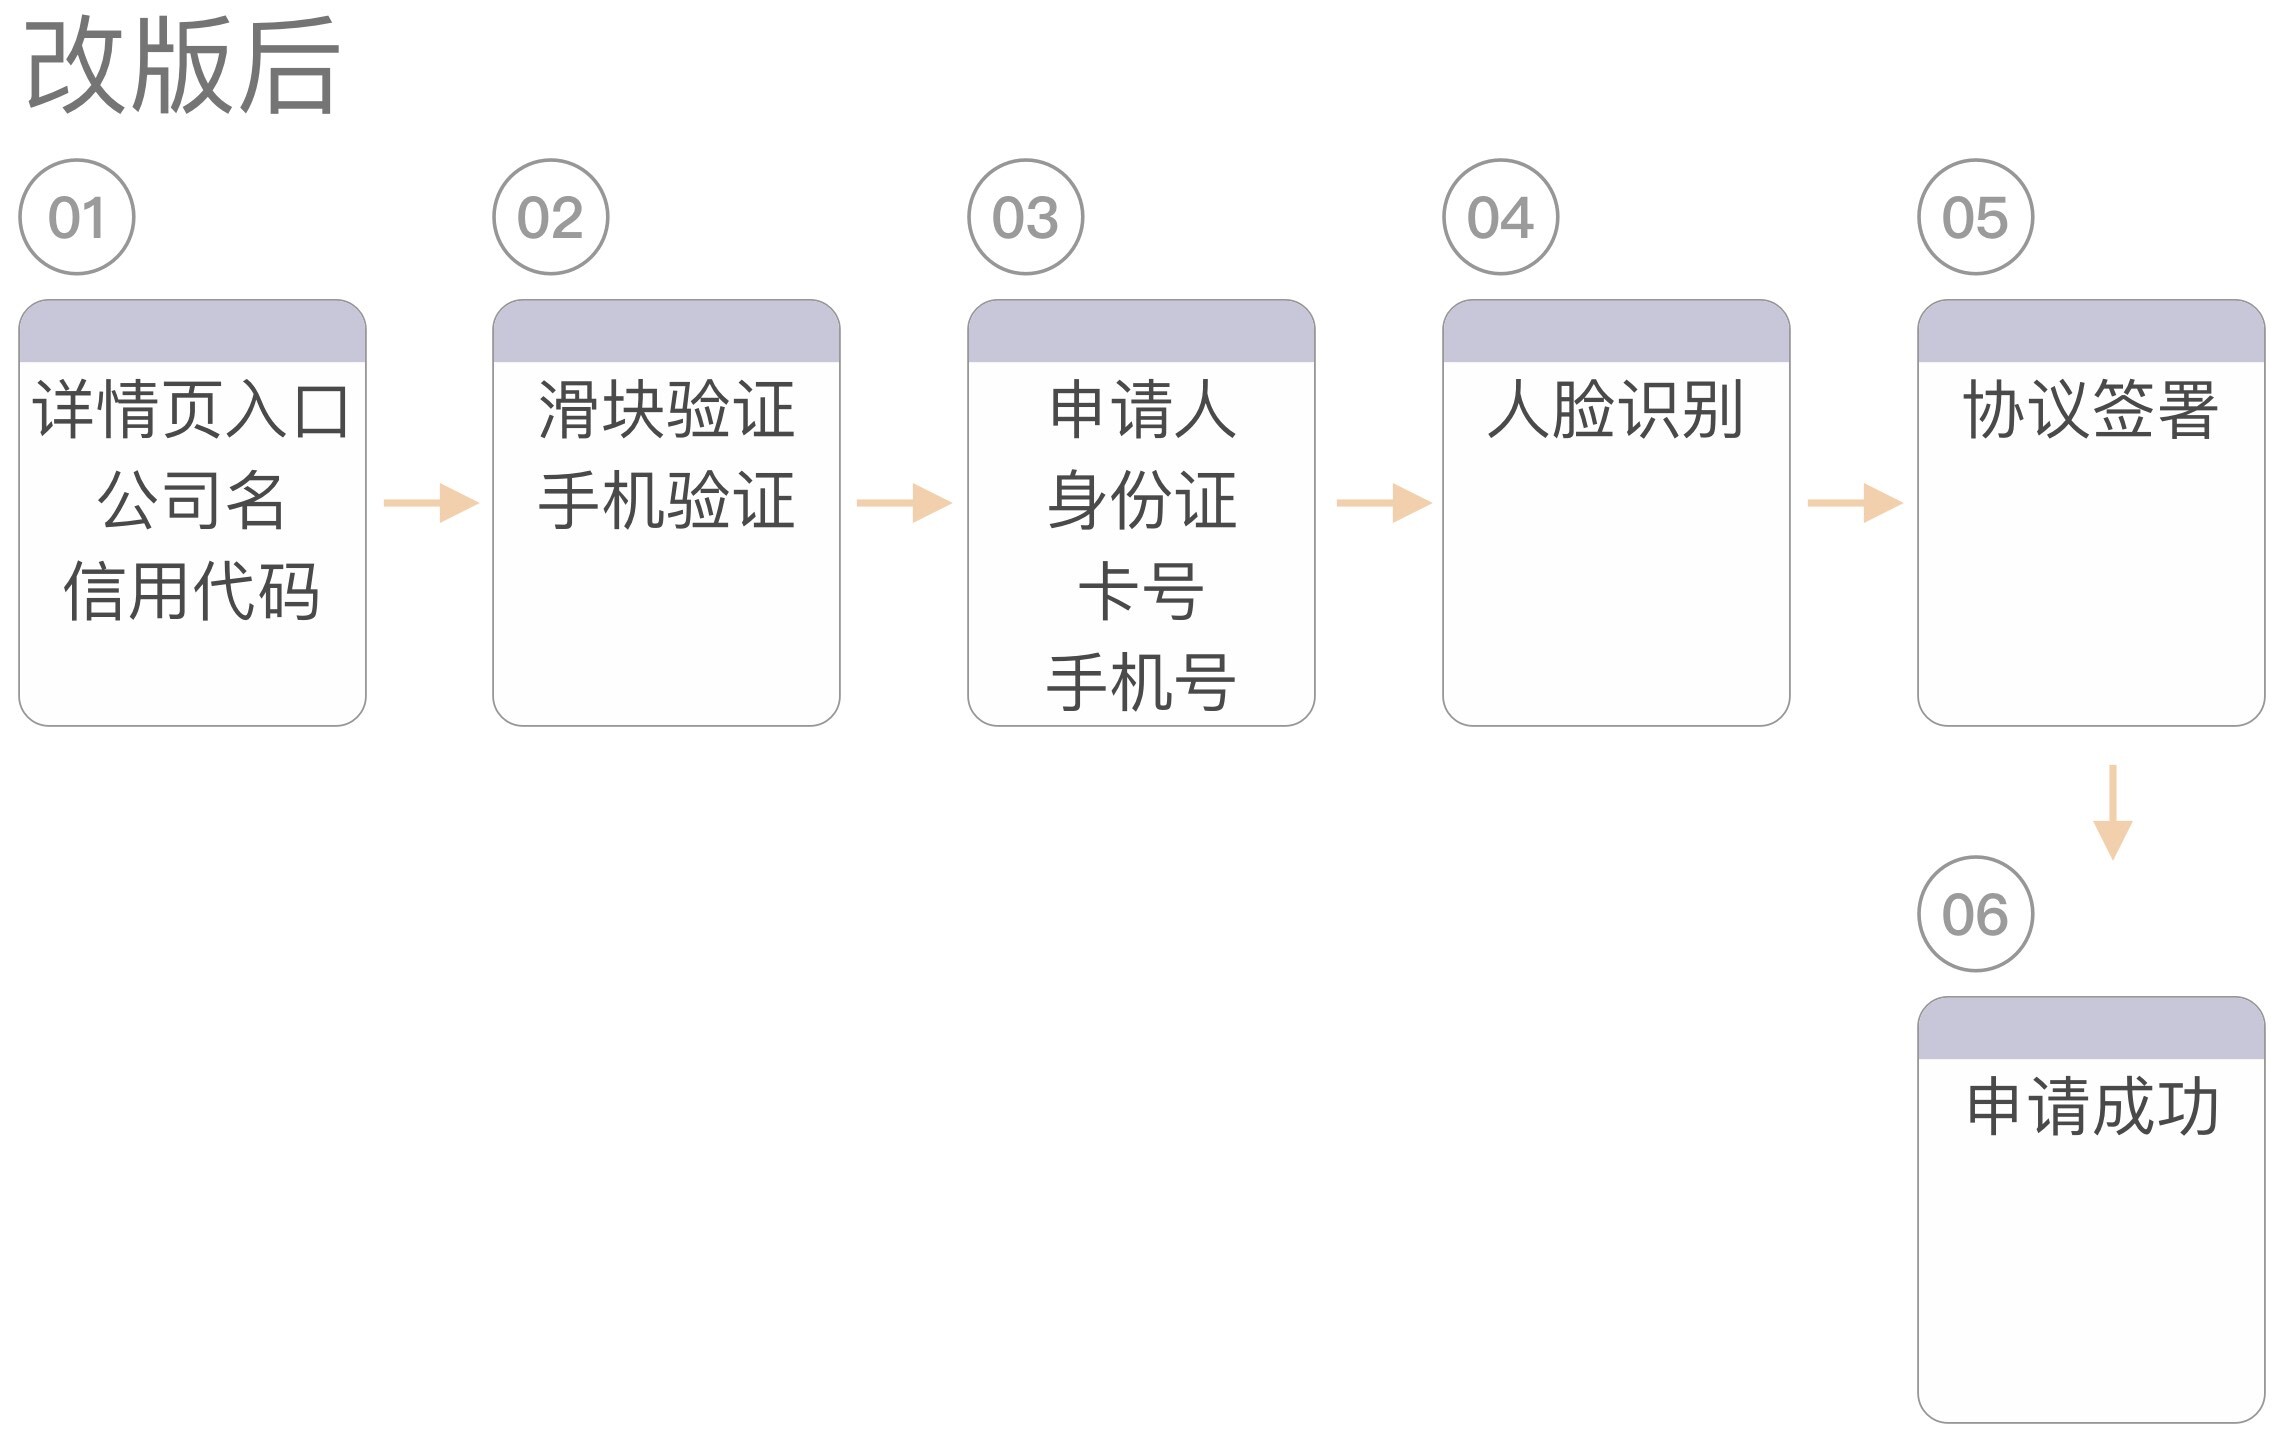 改版后
01
详情页入口
公司名
信用代码
02
滑块验证
手机验证
03
申请人
身份证
卡号
手机号
04
人脸识别
05
协议签署
06
申请成功